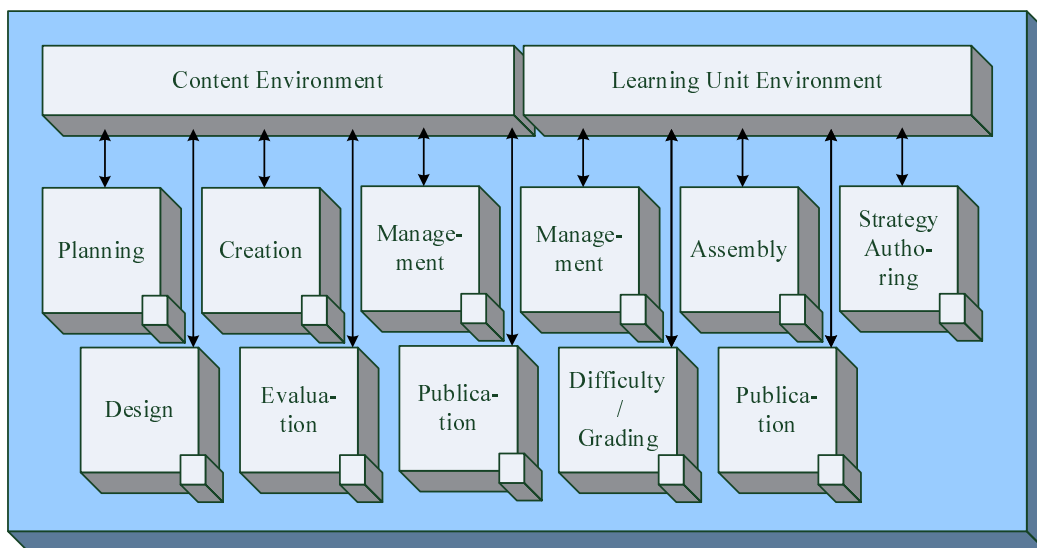 Content Environment
Learning Unit Environment
Planning
Creation
Manage-
ment
Manage-
ment
Assembly
Strategy
Autho-
ring
Design
Evalua-
tion
Publica-
tion
Difficulty
/
Grading
Publica-
tion